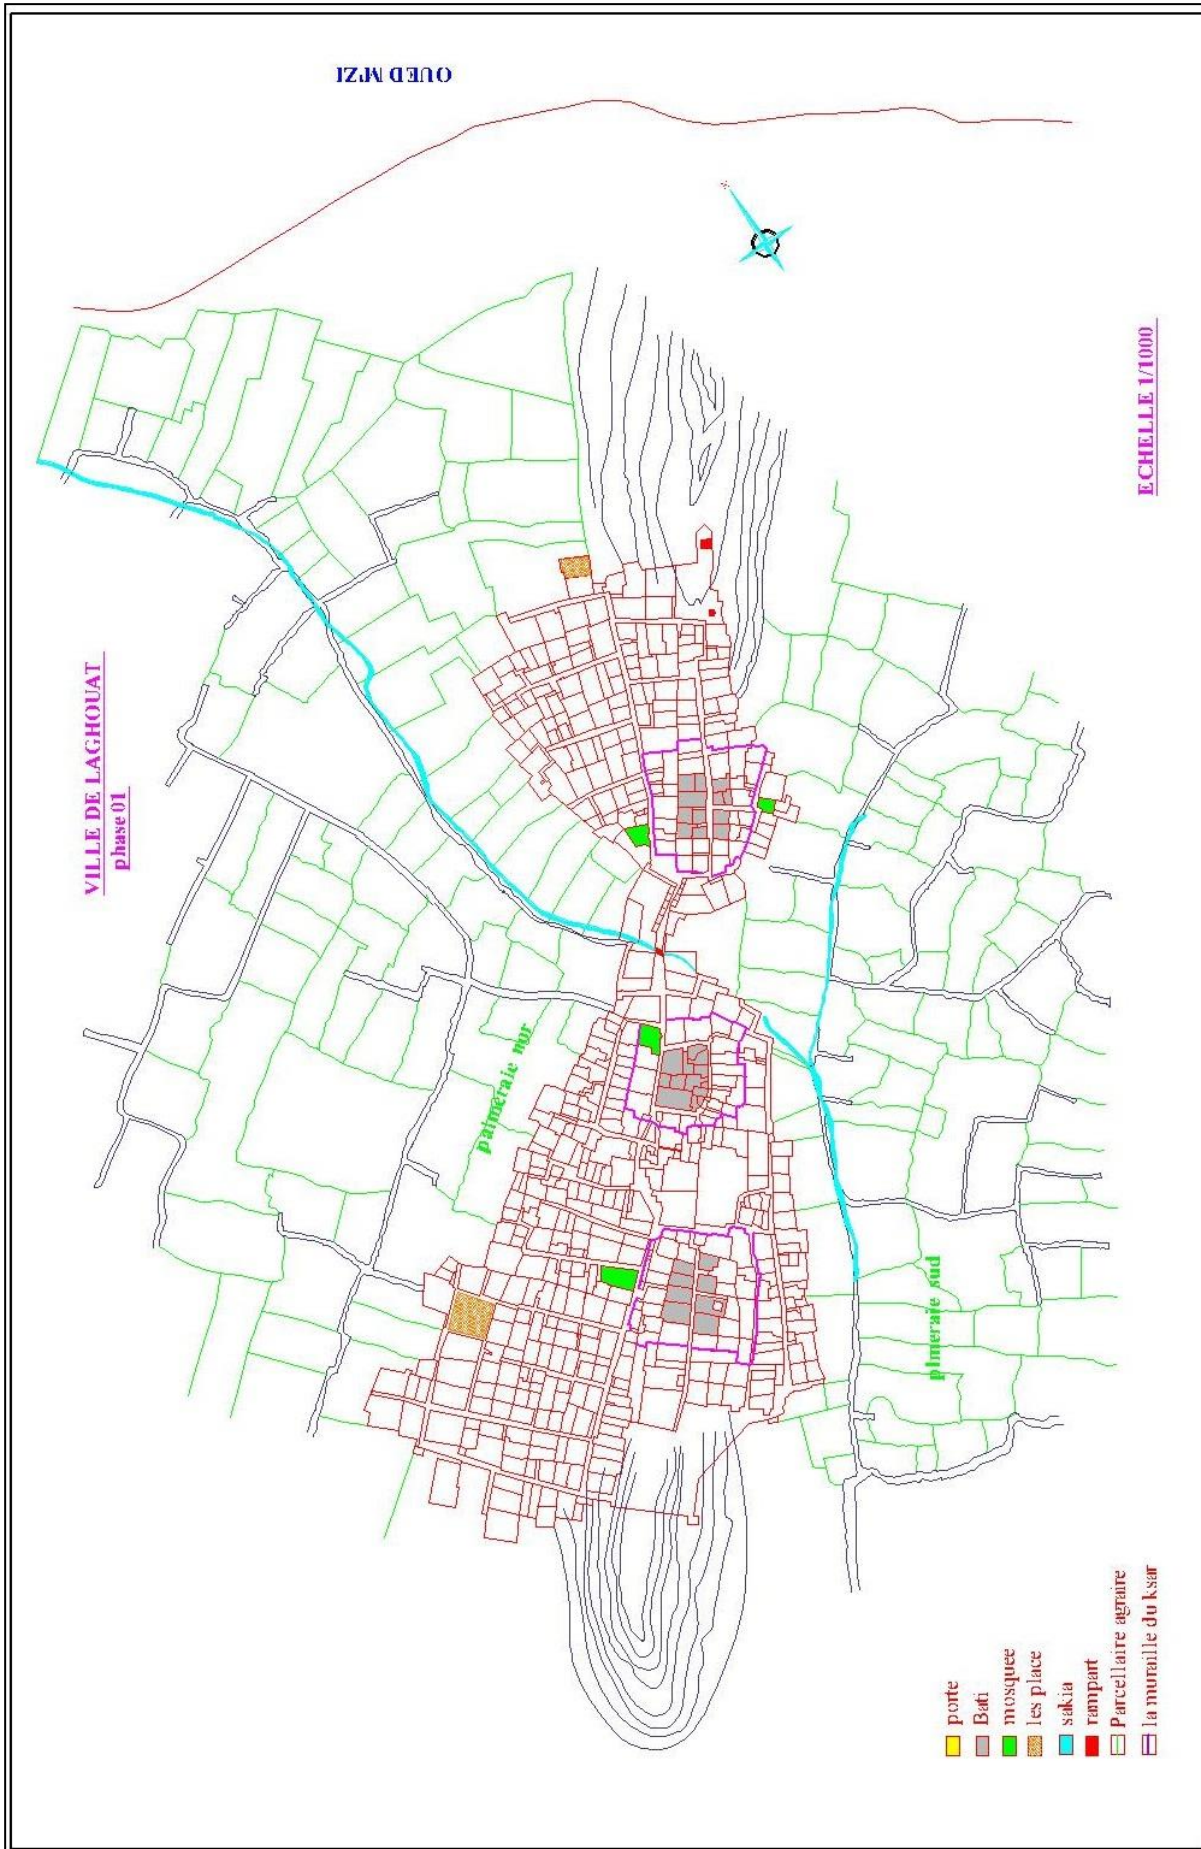 OUED M'ZI
VILLE DE LAGHOUAT
phase 01
palmeraie nor
plmeraie sud
ECHELLE 1/1000
porte
Bati
mosquee
les place
sakia
rampart
Parcellaire agraire
la muraille du ksar